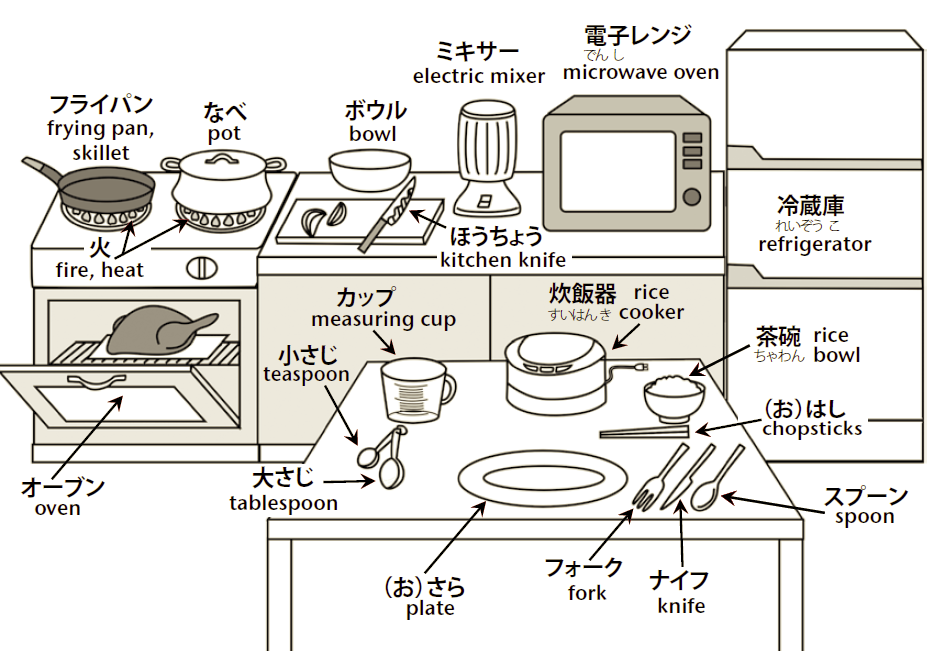 フライパン
frying pan,
skillet
なべ
pot
ボウル
bowl
ミキサー
electric mixer
電子レンジ
でんし
microwave oven
火
fire, heat
ほうちょう
kitchen knife
冷蔵庫
れいぞうこ
refrigerator
カップ
measuring cup
炊飯器 rice
すいはんき cooker
小さじ
teaspoon
茶碗 rice
ちゃわん bowl
(お)はし
chopsticks
オーブン
oven
大さじ
tablespoon
スプーン
spoon
(お)さら
plate
フォーク
fork
ナイフ
knife